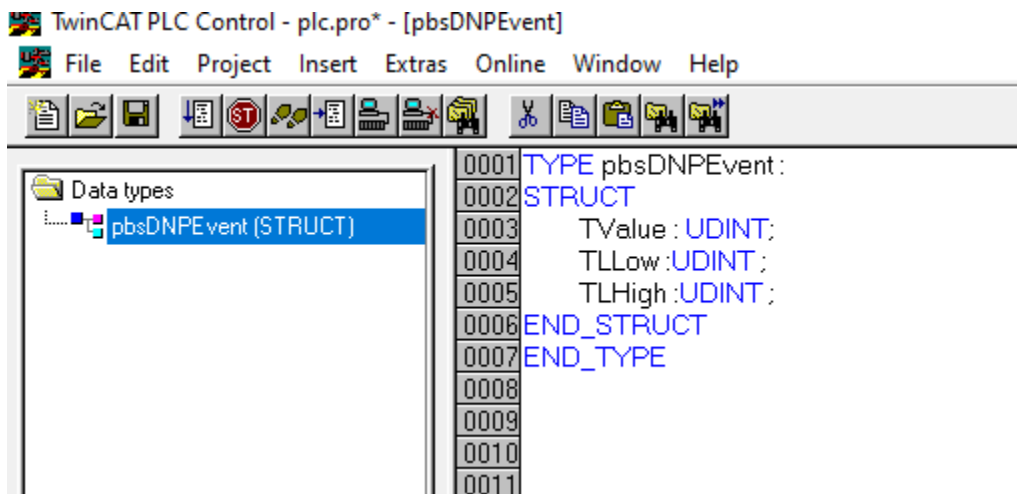 TwinCAT PLC Control - plc.pro* - [pbsDNPEvent]
File Edit Project Insert Extras Online Window Help
ST
Data types
pbsDNPEvent (STRUCT)
0001 TYPE pbsDNPEvent :
0002 STRUCT
0003 TValue : UDINT;
0004 TLLow :UDINT ;
0005 TLHigh :UDINT ;
0006 END_STRUCT
0007 END_TYPE
0008
0009
0010
0011